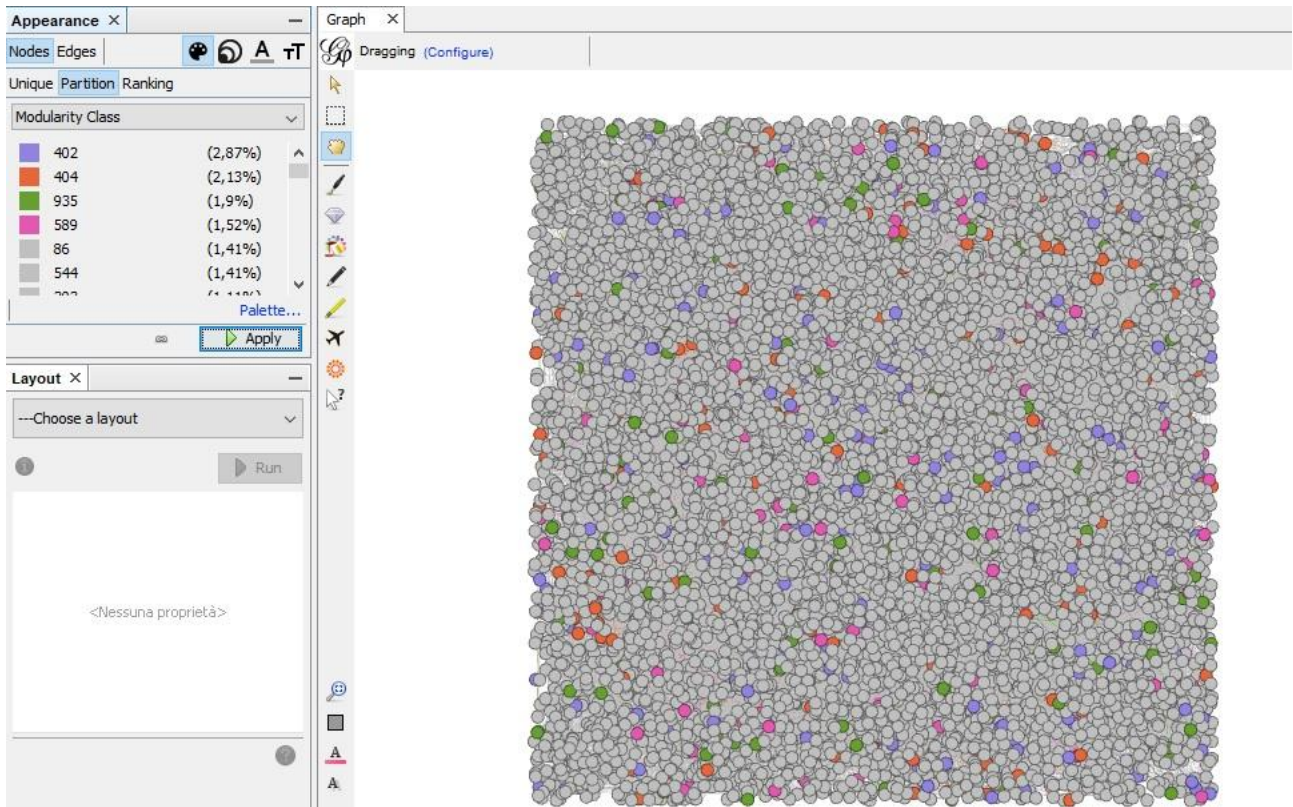 Appearance
Nodes Edges
Unique Partition Ranking
Modularity Class
402 (2,87%)
404 (2,13%)
935 (1,9%)
589 (1,52%)
86 (1,41%)
544 (1,41%)
Palette...
Apply
Layout
---Choose a layout
Run
<Nessuna proprietà>
Graph
Dragging (Configure)